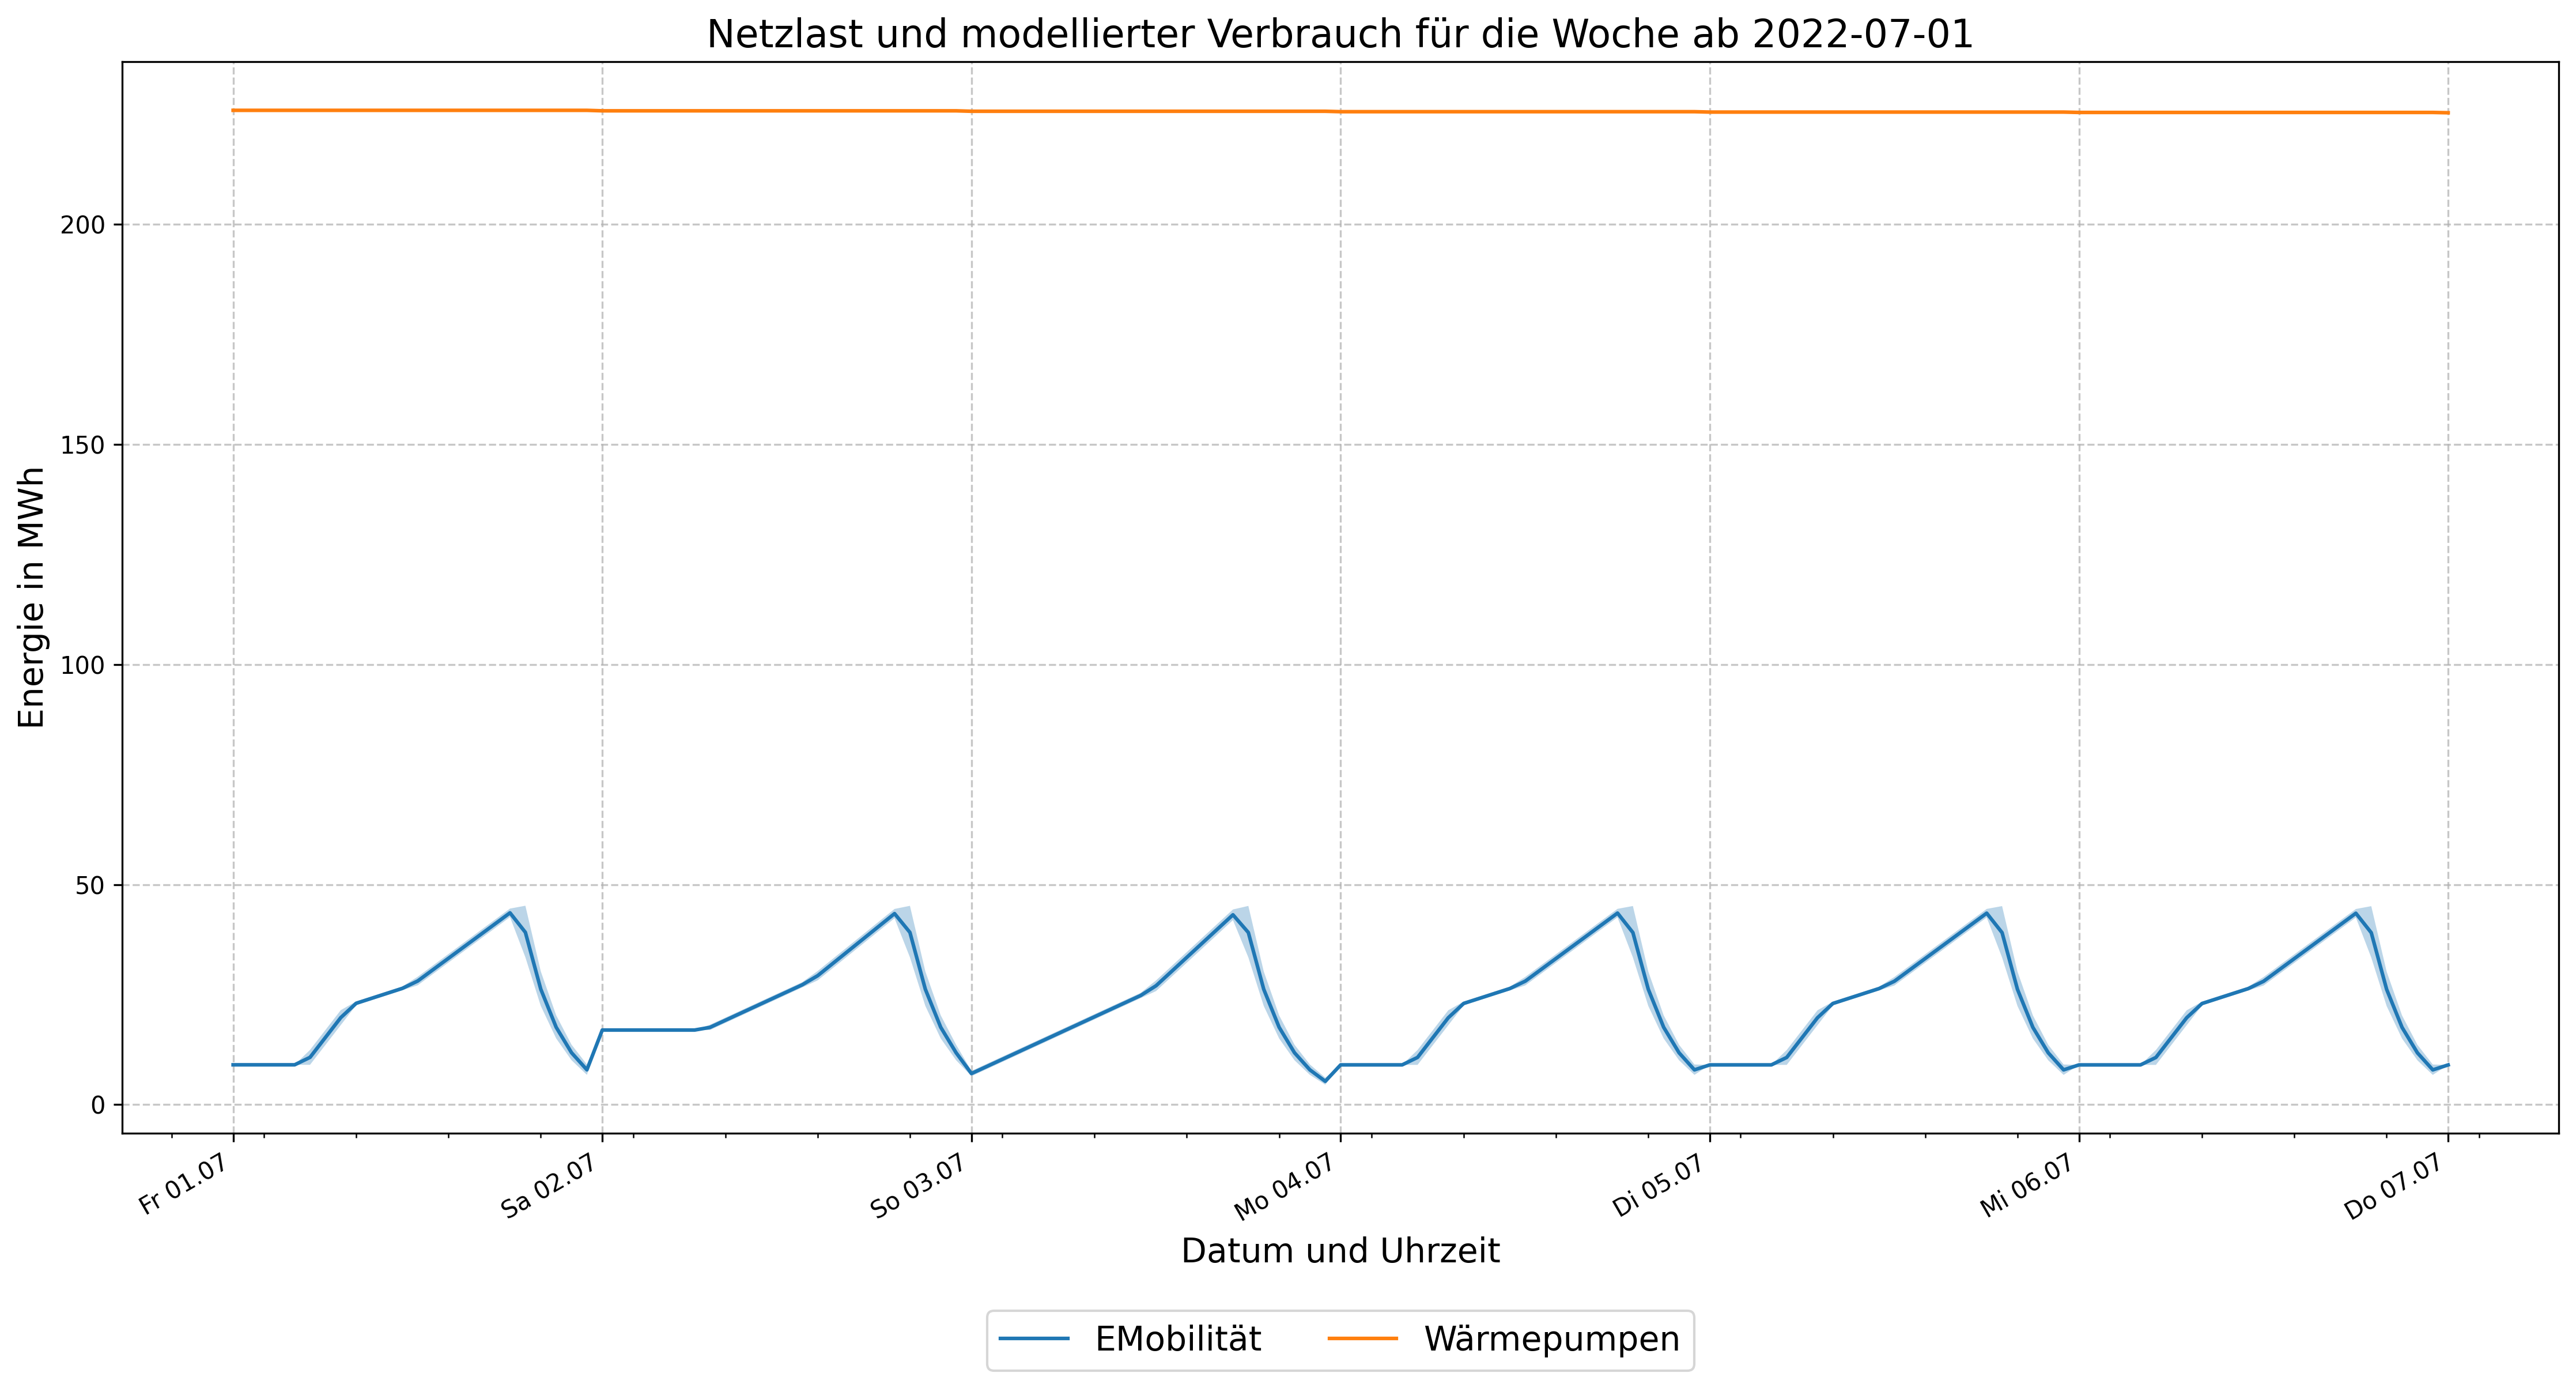 Netzlast und modellierter Verbrauch für die Woche ab 2022-07-01
Energie in MWh
200
150
100
50
0
Fr 01.07
Sa 02.07
So 03.07
Mo 04.07
Di 05.07
Mi 06.07
Do 07.07
Datum und Uhrzeit
EMobilität
Wärmepumpen